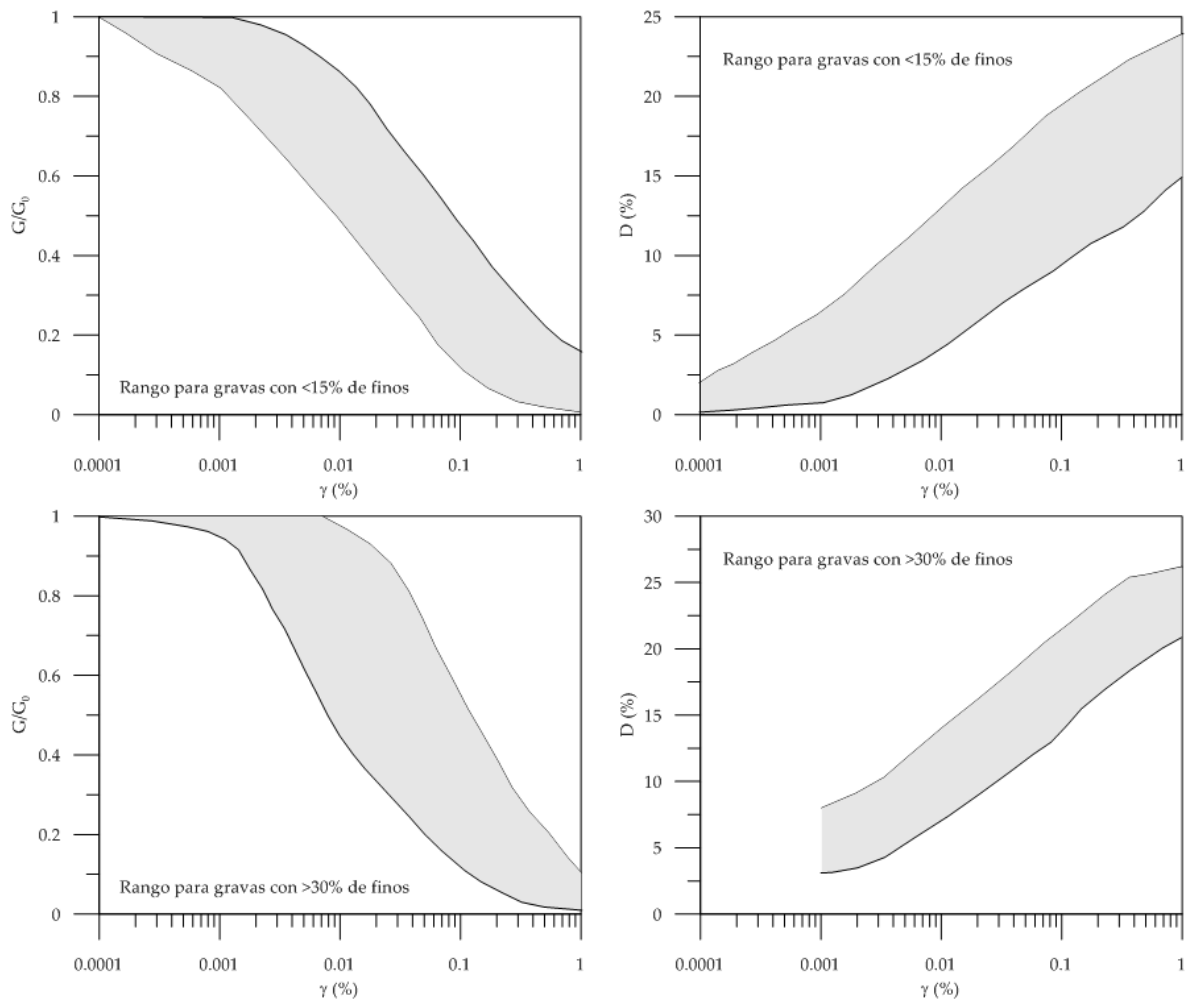 1
0.8
0.6
0.4
0.2
0
G/G0
Rango para gravas con <15% de finos
0.0001 0.001 0.01 0.1 1
γ (%)
25
20
15
10
5
0
D (%)
Rango para gravas con <15% de finos
0.0001 0.001 0.01 0.1 1
γ (%)
1
0.8
0.6
0.4
0.2
0
G/G0
Rango para gravas con >30% de finos
0.0001 0.001 0.01 0.1 1
γ (%)
30
25
20
15
10
5
0
D (%)
Rango para gravas con >30% de finos
0.0001 0.001 0.01 0.1 1
γ (%)